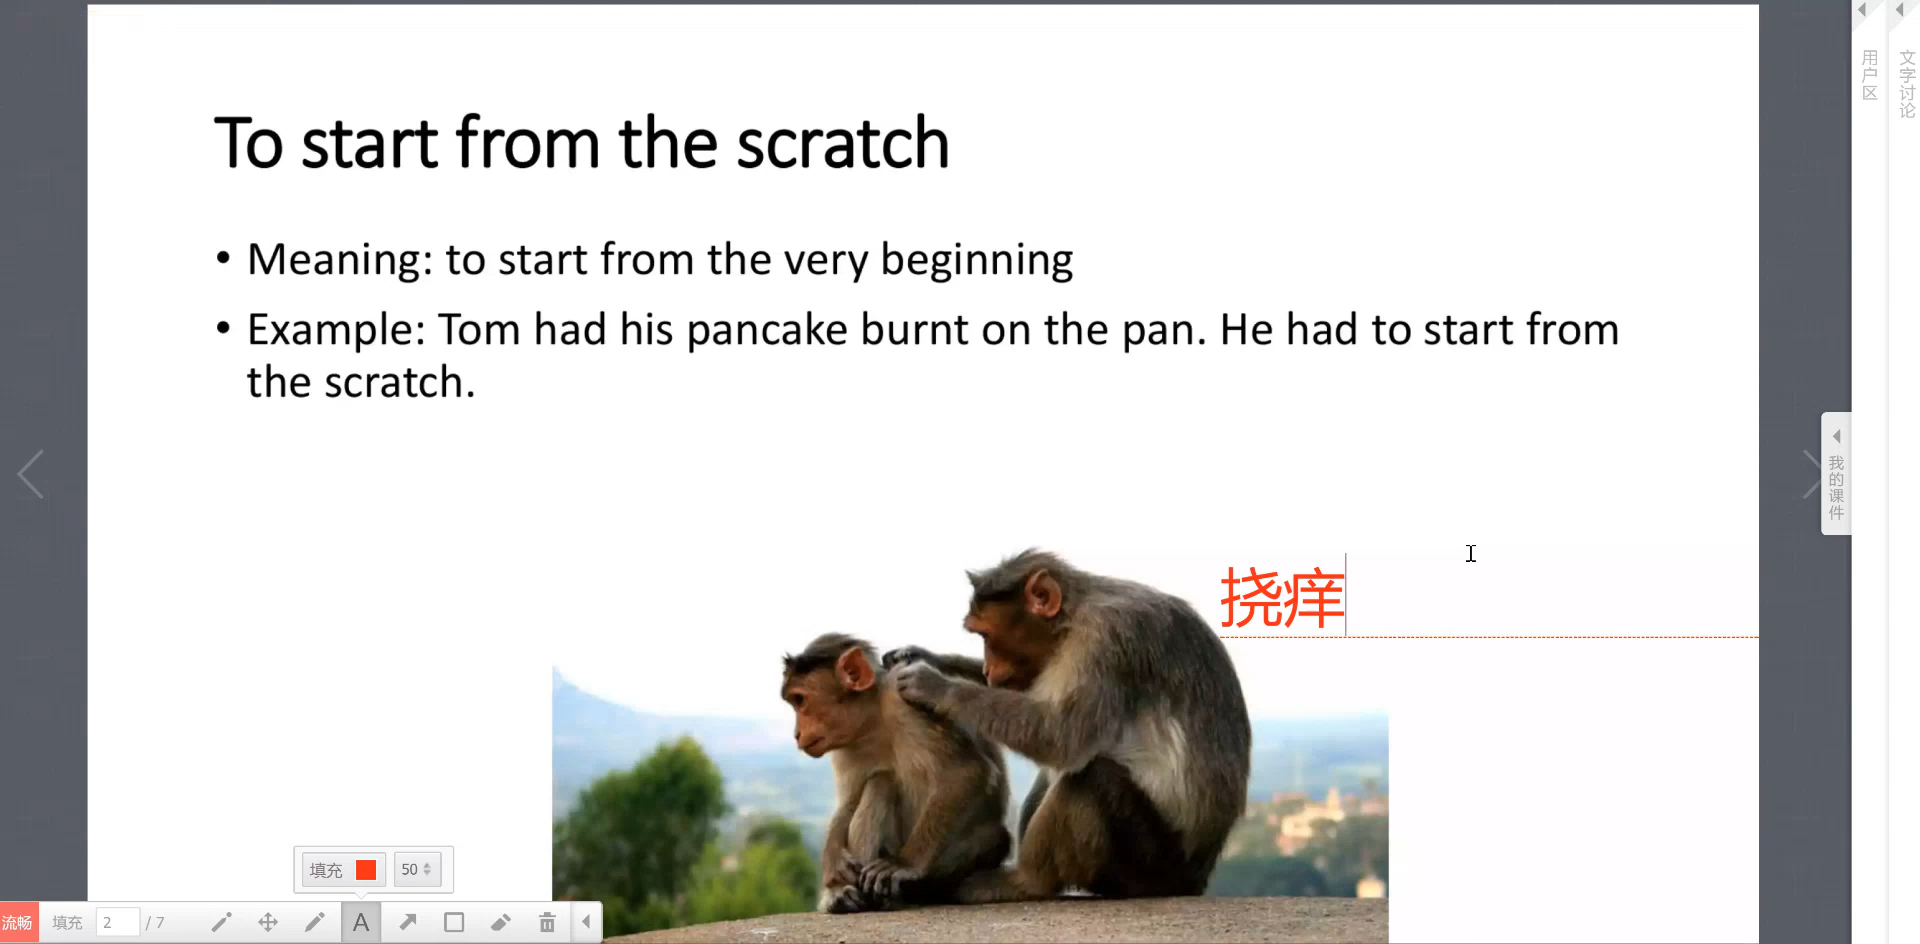 To start from the scratch
• Meaning: to start from the very beginning
• Example: Tom had his pancake burnt on the pan. He had to start from
the scratch.
挠痒
用户区
文字讨论
我的课件
填充 50
流畅 填充 2 / 7 A